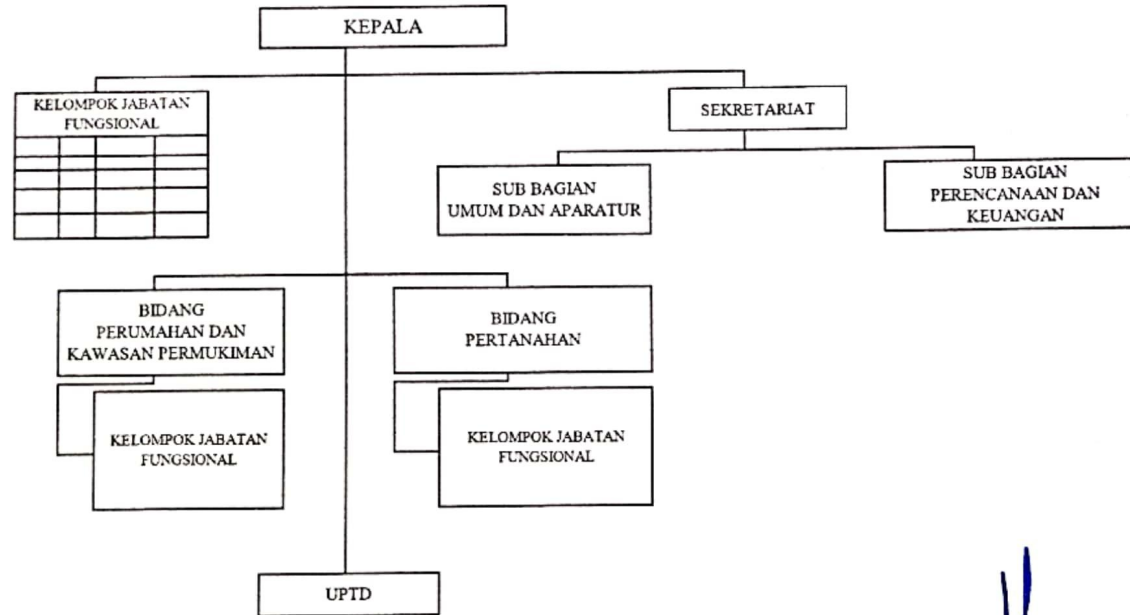 KEPALA
KELOMPOK JABATAN
FUNGSIONAL
SEKRETARIAT
SUB BAGIAN
UMUM DAN APARATUR
SUB BAGIAN
PERENCANAAN DAN
KEUANGAN
BIDANG
PERUMAHAN DAN
KAWASAN PERMUKIMAN
BIDANG
PERTANAHAN
KELOMPOK JABATAN
FUNGSIONAL
KELOMPOK JABATAN
FUNGSIONAL
UPTD